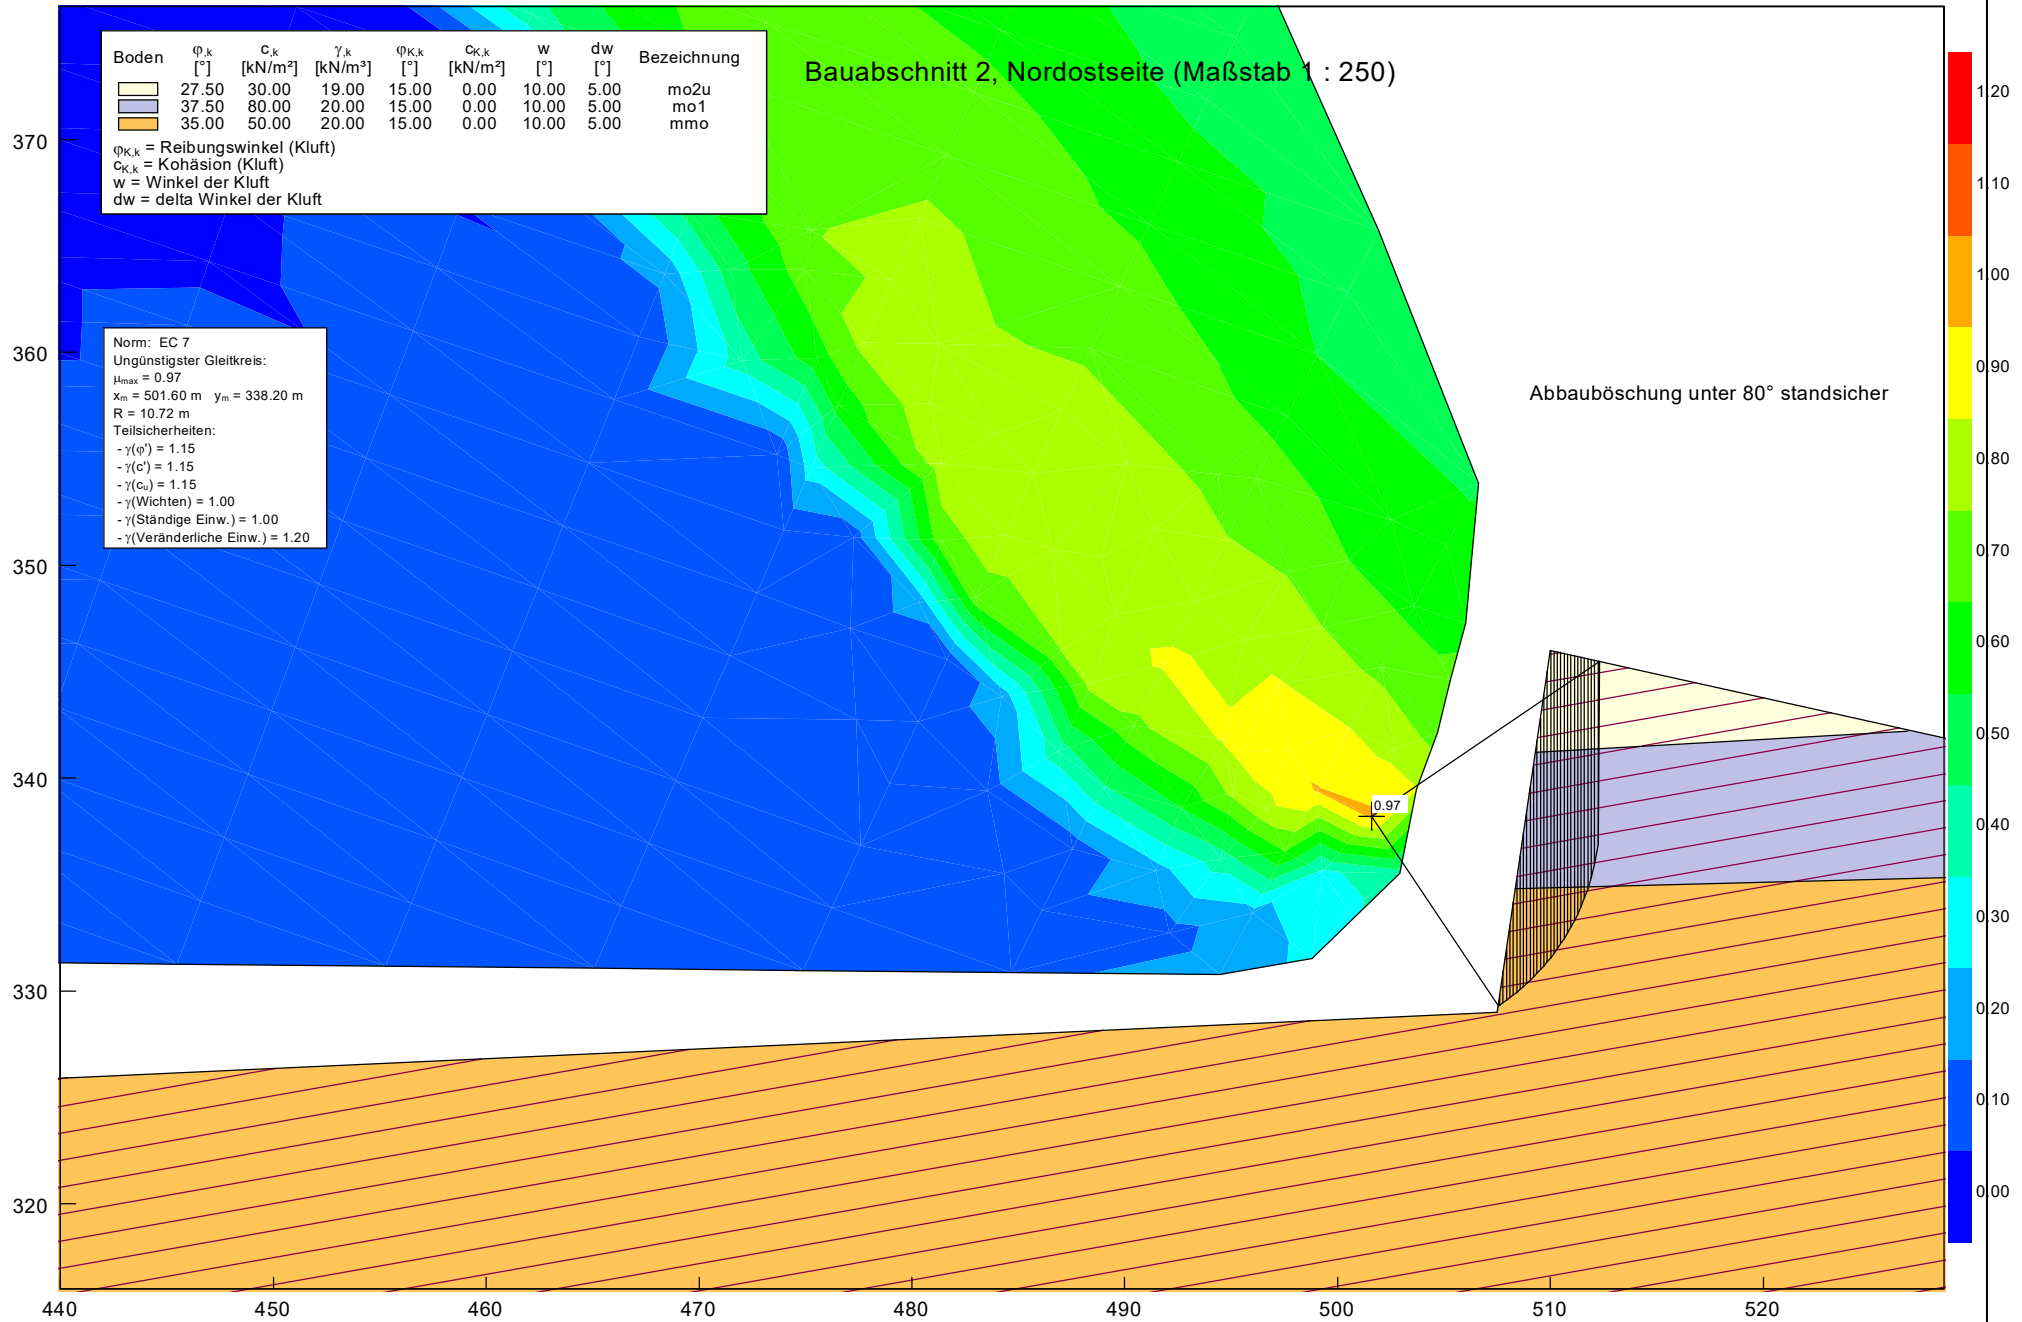 Bauabschnitt 2, Nordostseite (Maßstab 1 : 250)
Boden φ,k [°] c,k [kN/m²] γ,k [kN/m³] φK,k [°] cK,k [kN/m²] w [°] dw [°] Bezeichnung
27.50 30.00 19.00 15.00 0.00 10.00 5.00 mo2u
37.50 80.00 20.00 15.00 0.00 10.00 5.00 mo1
35.00 50.00 20.00 15.00 0.00 10.00 5.00 mmo
φK,k = Reibungswinkel (Kluft)
cK,k = Kohäsion (Kluft)
w = Winkel der Kluft
dw = delta Winkel der Kluft
Norm: EC 7
Ungünstigster Gleitkreis:
μmax = 0.97
xm = 501.60 m ym = 338.20 m
R = 10.72 m
Teilsicherheiten:
- γ(φ') = 1.15
- γ(c') = 1.15
- γ(cu) = 1.15
- γ(Wichten) = 1.00
- γ(Ständige Einw.) = 1.00
- γ(Veränderliche Einw.) = 1.20
Abbauböschung unter 80° standsicher
0.97
370
360
350
340
330
320
440 450 460 470 480 490 500 510 520
1.20
1.10
1.00
0.90
0.80
0.70
0.60
0.50
0.40
0.30
0.20
0.10
0.00